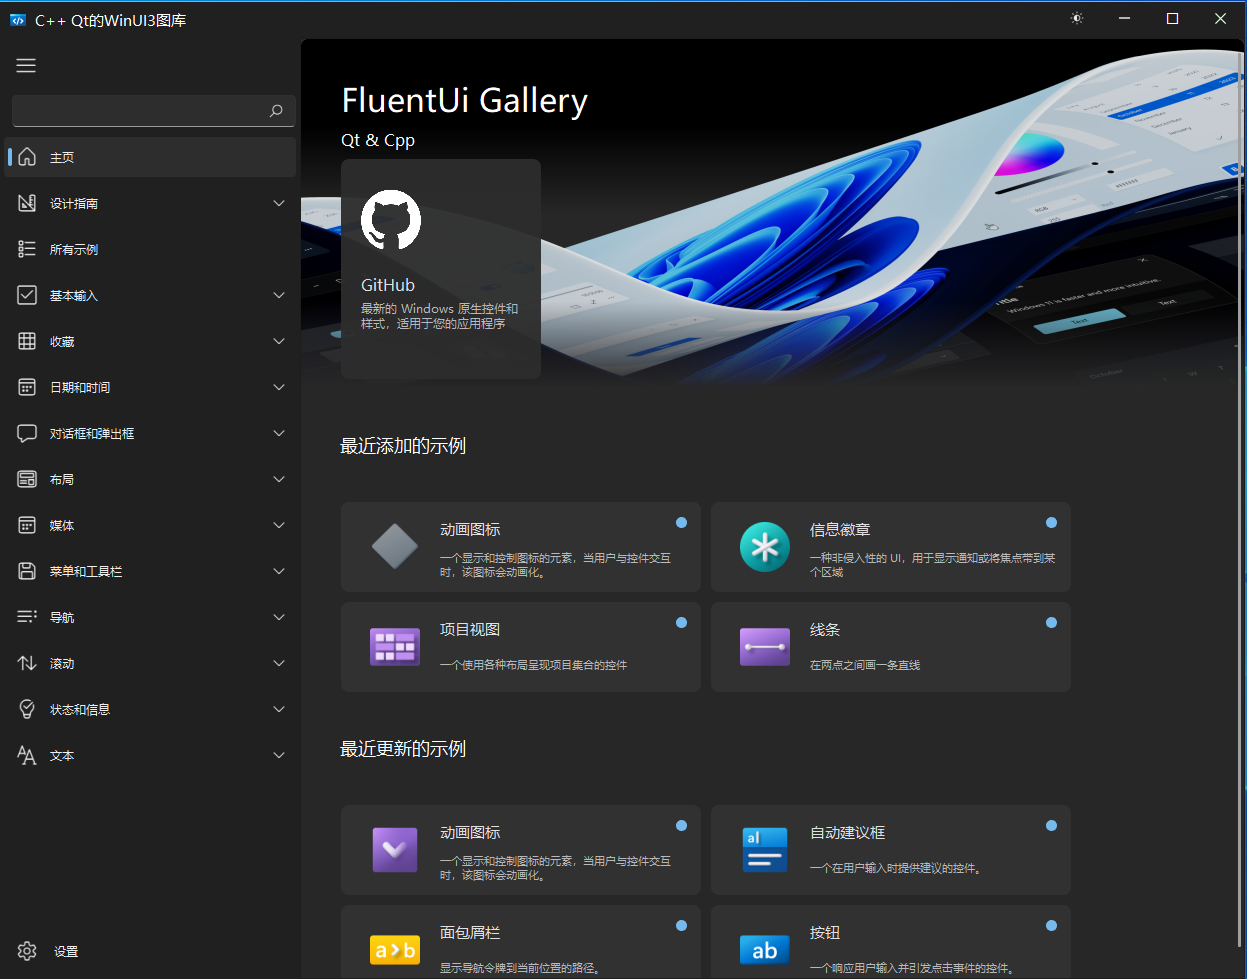 C++ Qt的WinUI3图库
FluentUi Gallery
Qt & Cpp
GitHub
最新的 Windows 原生控件和
样式，适用于您的应用程序
主页
设计指南
所有示例
基本输入
收藏
日期和时间
对话框和弹出框
布局
媒体
菜单和工具栏
导航
滚动
状态和信息
文本
设置
Windows 11 is faster and more intuitive.
Text
Text
最近添加的示例
动画图标
一个显示和控制图标的元素，当用户与控件交互
时，该图标会动画化。
信息徽章
一种非侵入性的 UI，用于显示通知或将焦点带到某
个区域
项目视图
一个使用各种布局呈现项目集合的控件
线条
在两点之间画一条直线
最近更新的示例
动画图标
一个显示和控制图标的元素，当用户与控件交互
时，该图标会动画化。
al
自动建议框
一个在用户输入时提供建议的控件。
a>b
面包屑栏
显示导航令牌到当前位置的路径。
ab
按钮
一个响应用户输入并引发点击事件的控件。